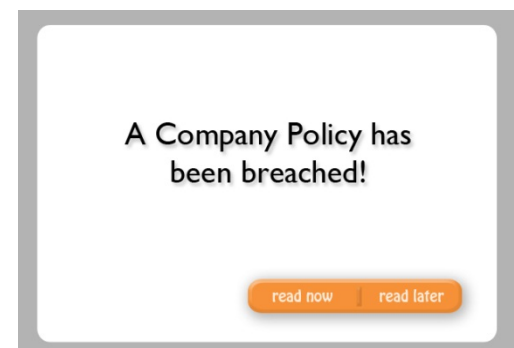 A Company Policy has
been breached!
read now read later